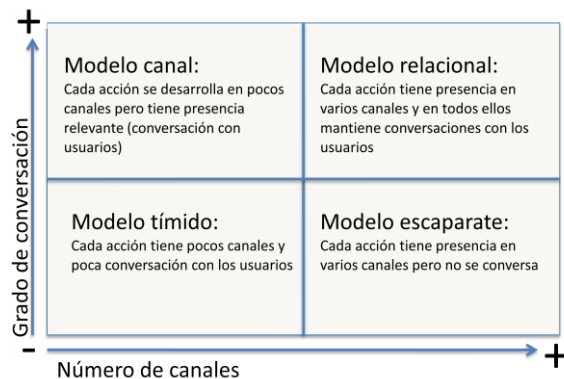 +
Grado de conversación
Modelo canal:
Cada acción se desarrolla en pocos
canales pero tiene presencia
relevante (conversación con
usuarios)
Modelo relacional:
Cada acción tiene presencia en
varios canales y en todos ellos
mantiene conversaciones con los
usuarios
Modelo tímido:
Cada acción tiene pocos canales y
poca conversación con los usuarios
Modelo escaparate:
Cada acción tiene presencia en
varios canales pero no se conversa
-
Número de canales
+